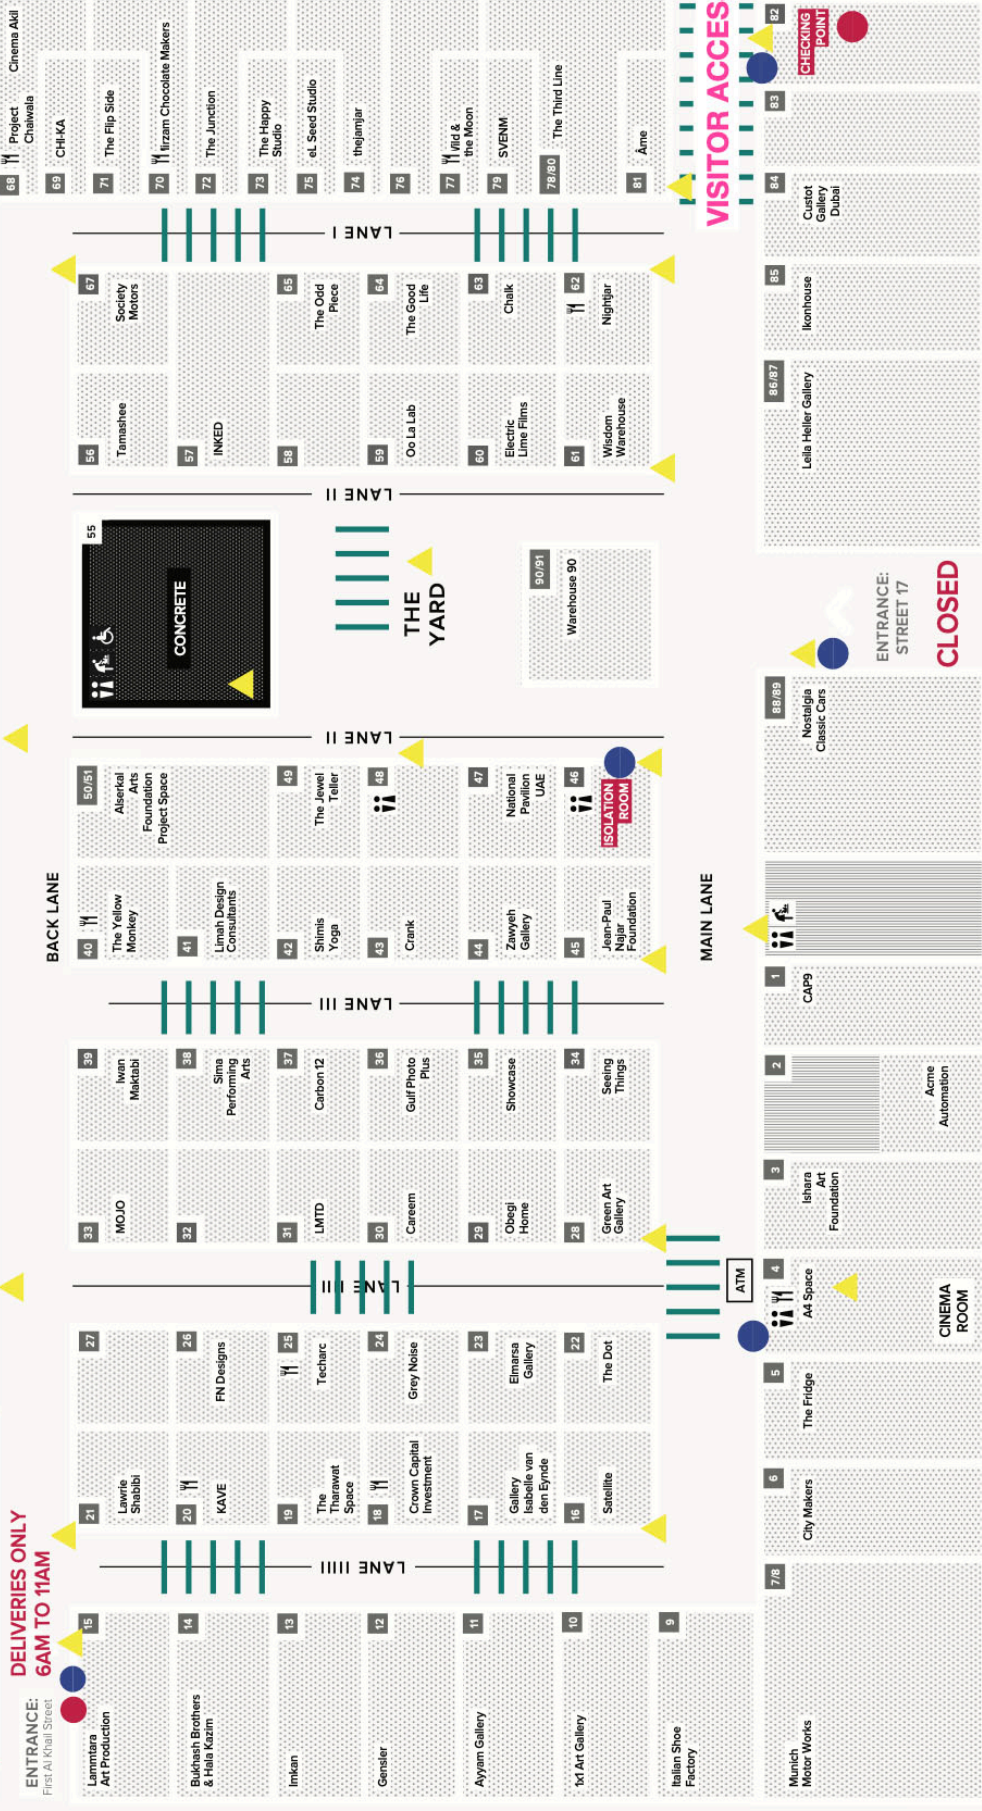 68
Project
Chaiwala
Cinema Akil
69
CHI-KA
71
The Flip Side
70
Mirzam Chocolate Makers
72
The Junction
73
The Happy
Studio
75
eL Seed Studio
74
thejamjar
76
77
Wild &
the Moon
79
SVENM
78/80
The Third Line
81
Âme
VISITOR ACCES
82
CHECKING
POINT
83
84
Custot
Gallery
Dubai
85
Ikonhouse
86/87
Leila Heller Gallery
LANE I
67
Society
Motors
65
The Odd
Piece
64
The Good
Life
63
Chalk
62
Nightjar
56
Tamashee
57
INKED
58
59
Oo La Lab
60
Electric
Lime Films
61
Wisdom
Warehouse
LANE II
55
CONCRETE
THE
YARD
90/91
Warehouse 90
ENTRANCE:
STREET 17
CLOSED
LANE II
50/51
Alserkal
Arts
Foundation
Project Space
49
The Jewel
Teller
48
47
National
Pavilion
UAE
46
ISOLATION
ROOM
88/89
Nostalgia
Classic Cars
BACK LANE
MAIN LANE
40
The Yellow
Monkey
41
Limah Design
Consultants
42
Shimis
Yoga
43
Crank
44
Zawyeh
Gallery
45
Jean-Paul
Najar
Foundation
LANE III
1
CAP9
39
Iwan
Maktabi
38
Sima
Performing
Arts
37
Carbon 12
36
Gulf Photo
Plus
35
Showcase
34
Seeing
Things
2
Acme
Automation
33
MOJO
32
31
LMTD
30
Careem
29
Obegi
Home
28
Green Art
Gallery
3
Ishara
Art
Foundation
LANE IIII
ATM
4
A4 Space
CINEMA
ROOM
27
26
FN Designs
25
Techarc
24
Grey Noise
23
Elmarsa
Gallery
22
The Dot
5
The Fridge
21
Lawrie
Shabibi
20
KAVE
19
The
Tharawat
Space
18
Crown Capital
Investment
17
Gallery
Isabelle van
den Eynde
16
Satellite
6
City Makers
LANE IIIII
DELIVERIES ONLY
6AM TO 11AM
ENTRANCE:
First Al Khail Street
15
Lammtara
Art Production
14
Bukhash Brothers
& Hala Kazim
13
Imkan
12
Gensler
11
Ayyam Gallery
10
1x1 Art Gallery
9
Italian Shoe
Factory
7/8
Munich
Motor Works